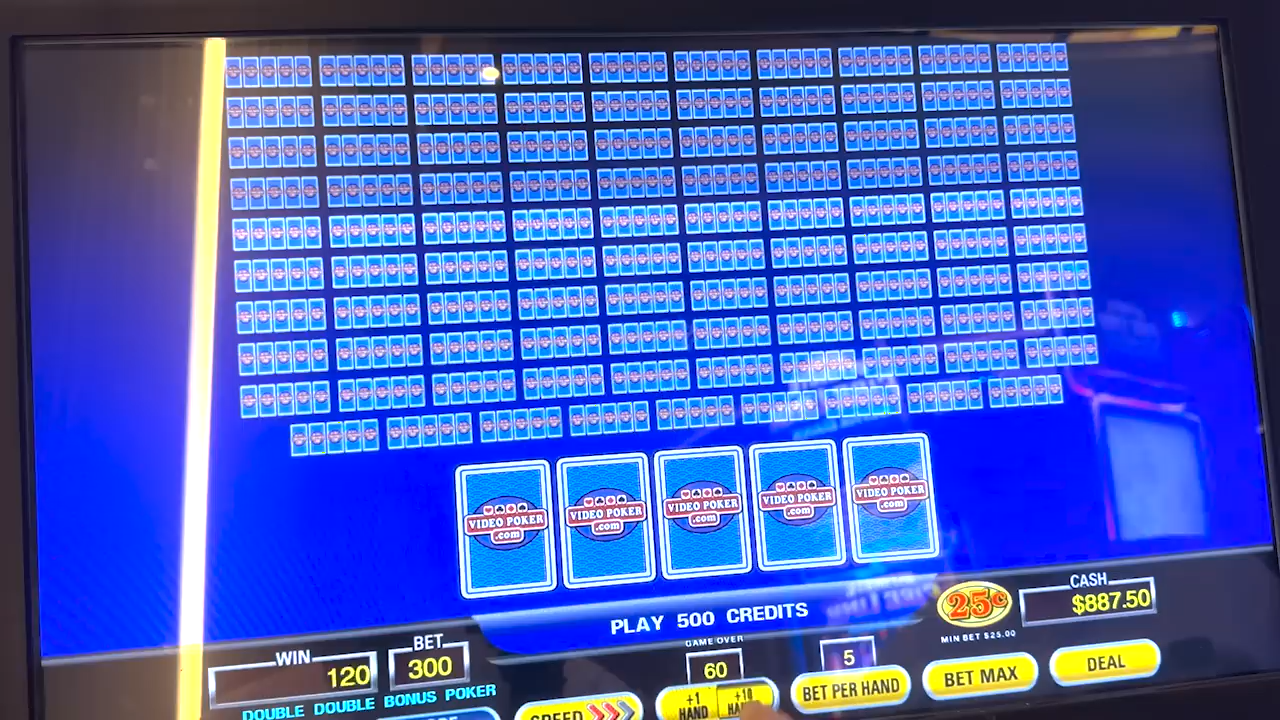 VIDEO POKER
.com
VIDEO POKER
.com
VIDEO POKER
.com
VIDEO POKER
.com
VIDEO POKER
.com
PLAY 500 CREDITS
25¢
MIN BET $25.00
CASH
$887.50
WIN
120
BET
300
GAME OVER
60
5
DOUBLE DOUBLE BONUS POKER
SPEED
+1
HAND
+10
BET PER HAND
BET MAX
DEAL